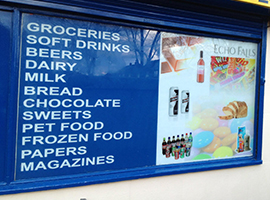 GROCERIES
SOFT DRINKS
BEERS
DAIRY
MILK
BREAD
CHOCOLATE
SWEETS
PET FOOD
FROZEN FOOD
PAPERS
MAGAZINES
ECHO FALLS